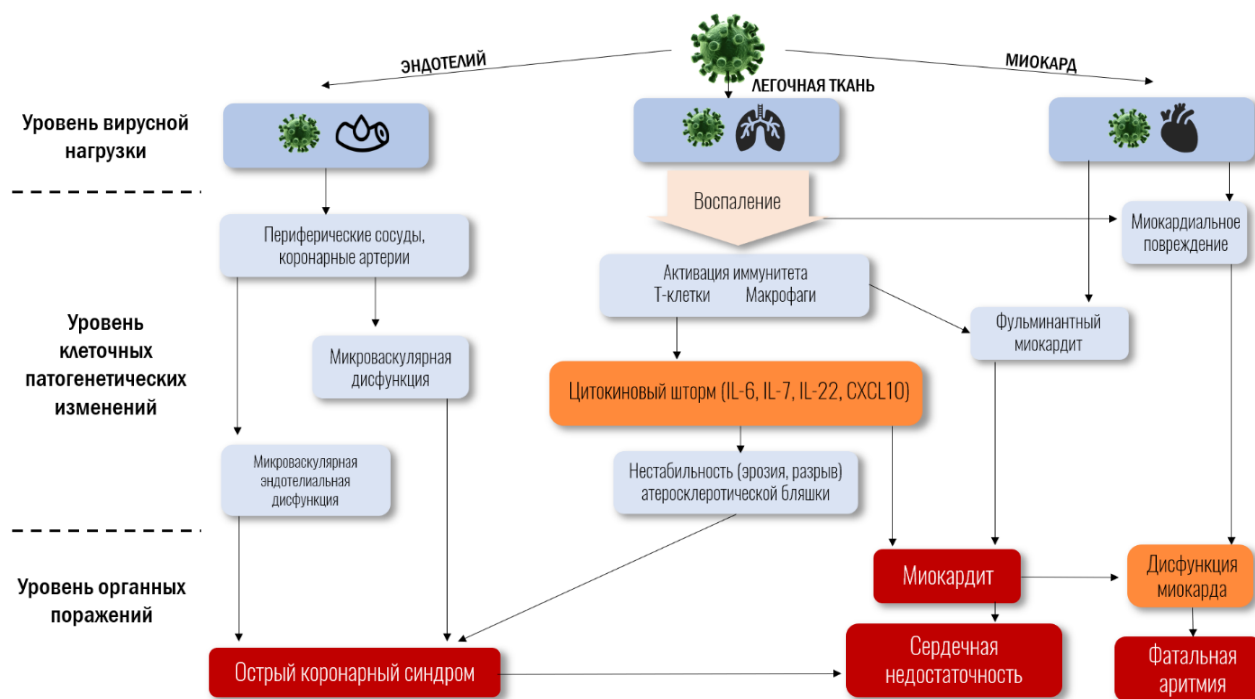 ЭНДОТЕЛИЙ
МИОКАРД
ЛЕГОЧНАЯ ТКАНЬ
Уровень вирусной
нагрузки
Воспаление
Периферические сосуды,
коронарные артерии
Миокардиальное
повреждение
Активация иммунитета
Т-клетки Макрофаги
Уровень
клеточных
патогенетических
изменений
Фульминантный
миокардит
Микроваскулярная
дисфункция
Цитокиновый шторм (IL-6, IL-7, IL-22, CXCL10)
Микроваскулярная
эндотелиальная
дисфункция
Нестабильность (эрозия, разрыв)
атеросклеротической бляшки
Уровень органных
поражений
Миокардит
Дисфункция
миокарда
Острый коронарный синдром
Сердечная
недостаточность
Фатальная
аритмия